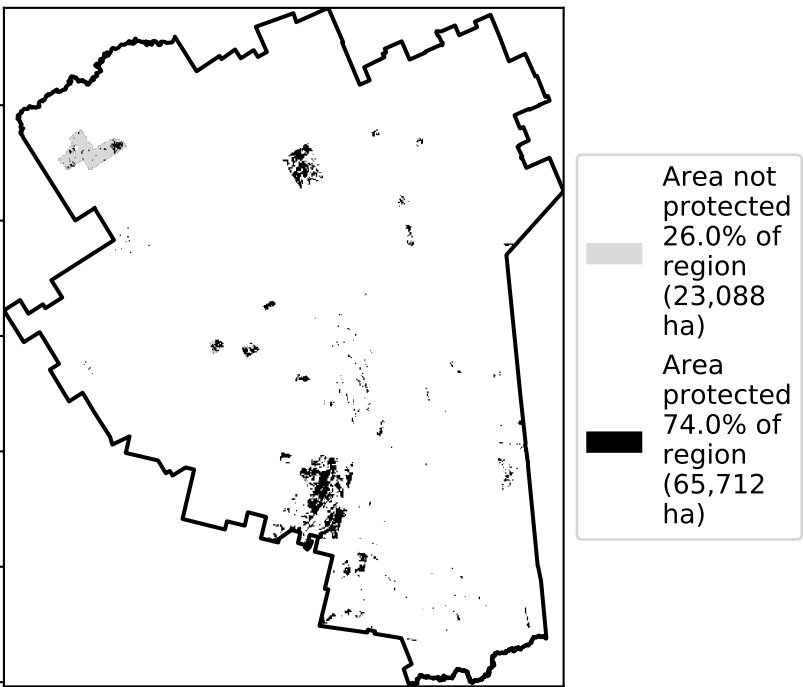 Area not
protected
26.0% of
region
(23,088
ha)
Area
protected
74.0% of
region
(65,712
ha)